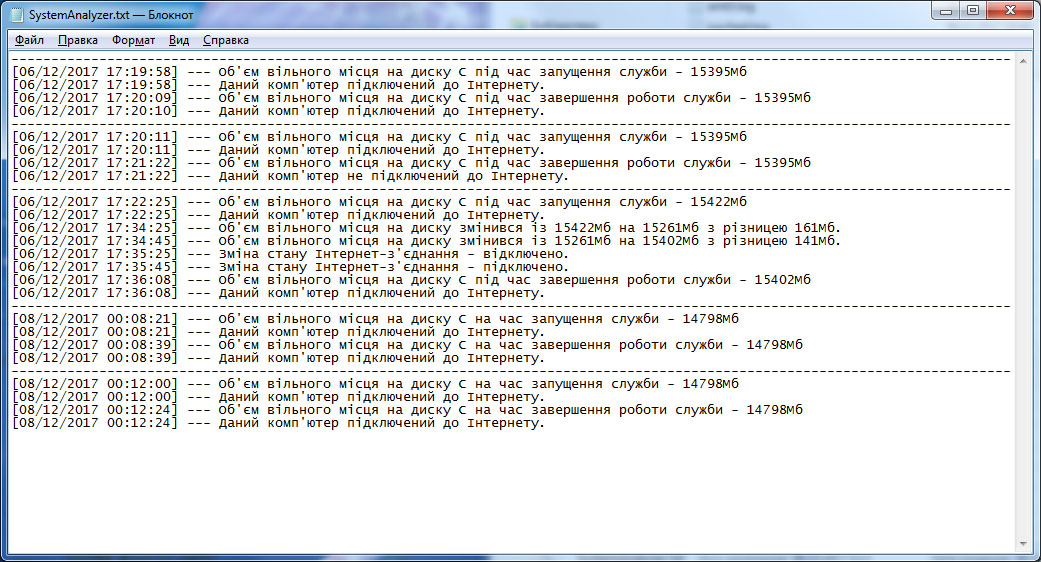 SystemAnalyzer.txt — Блокнот
Файл Правка Формат Вид Справка
-----------------------------------------------------------------------------------------------------------------------------
[06/12/2017 17:19:58] --- Об'єм вільного місця на диску C під час запущення служби - 15395Мб
[06/12/2017 17:19:58] --- Даний комп'ютер підключений до Інтернету.
[06/12/2017 17:20:09] --- Об'єм вільного місця на диску C під час завершення роботи служби - 15395Мб
[06/12/2017 17:20:10] --- Даний комп'ютер підключений до Інтернету.
-----------------------------------------------------------------------------------------------------------------------------
[06/12/2017 17:20:11] --- Об'єм вільного місця на диску C під час запущення служби - 15395Мб
[06/12/2017 17:20:11] --- Даний комп'ютер підключений до Інтернету.
[06/12/2017 17:21:22] --- Об'єм вільного місця на диску C під час завершення роботи служби - 15395Мб
[06/12/2017 17:21:22] --- Даний комп'ютер не підключений до Інтернету.
-----------------------------------------------------------------------------------------------------------------------------
[06/12/2017 17:22:25] --- Об'єм вільного місця на диску C під час запущення служби - 15422Мб
[06/12/2017 17:22:25] --- Даний комп'ютер підключений до Інтернету.
[06/12/2017 17:34:25] --- Об'єм вільного місця на диску змінився із 15422Мб на 15261Мб з різницею 161Мб.
[06/12/2017 17:34:45] --- Об'єм вільного місця на диску змінився із 15261Мб на 15402Мб з різницею 141Мб.
[06/12/2017 17:35:25] --- Зміна стану Інтернет-з'єднання - відключено.
[06/12/2017 17:35:45] --- Зміна стану Інтернет-з'єднання - підключено.
[06/12/2017 17:36:08] --- Об'єм вільного місця на диску C під час завершення роботи служби - 15402Мб
[06/12/2017 17:36:08] --- Даний комп'ютер підключений до Інтернету.
-----------------------------------------------------------------------------------------------------------------------------
[08/12/2017 00:08:21] --- Об'єм вільного місця на диску C на час запущення служби - 14798Мб
[08/12/2017 00:08:21] --- Даний комп'ютер підключений до Інтернету.
[08/12/2017 00:08:39] --- Об'єм вільного місця на диску C на час завершення роботи служби - 14798Мб
[08/12/2017 00:08:39] --- Даний комп'ютер підключений до Інтернету.
-----------------------------------------------------------------------------------------------------------------------------
[08/12/2017 00:12:00] --- Об'єм вільного місця на диску C на час запущення служби - 14798Мб
[08/12/2017 00:12:00] --- Даний комп'ютер підключений до Інтернету.
[08/12/2017 00:12:24] --- Об'єм вільного місця на диску C на час завершення роботи служби - 14798Мб
[08/12/2017 00:12:24] --- Даний комп'ютер підключений до Інтернету.